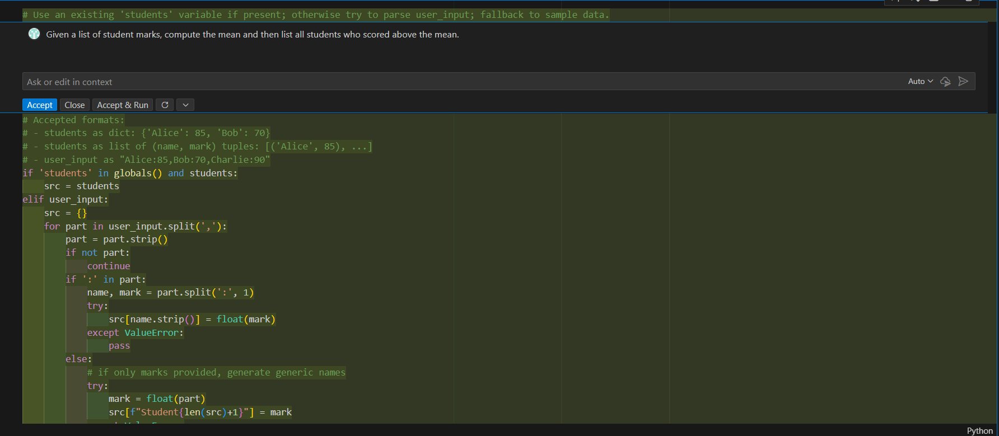 # Use an existing 'students' variable if present; otherwise try to parse user_input; fallback to sample data.
Given a list of student marks, compute the mean and then list all students who scored above the mean.
Ask or edit in context
Auto
Accept
Close
Accept & Run
# Accepted formats:
# - students as dict: {'Alice': 85, 'Bob': 70}
# - students as list of (name, mark) tuples: [('Alice', 85), ...]
# - user_input as "Alice:85,Bob:70,Charlie:90"
if 'students' in globals() and students:
    src = students
elif user_input:
    src = {}
    for part in user_input.split(','):
        part = part.strip()
        if not part:
            continue
        if ':' in part:
            name, mark = part.split(':', 1)
            try:
                src[name.strip()] = float(mark)
            except ValueError:
                pass
        else:
            # if only marks provided, generate generic names
            try:
                mark = float(part)
                src[f"Student{len(src)+1}"] = mark
Python